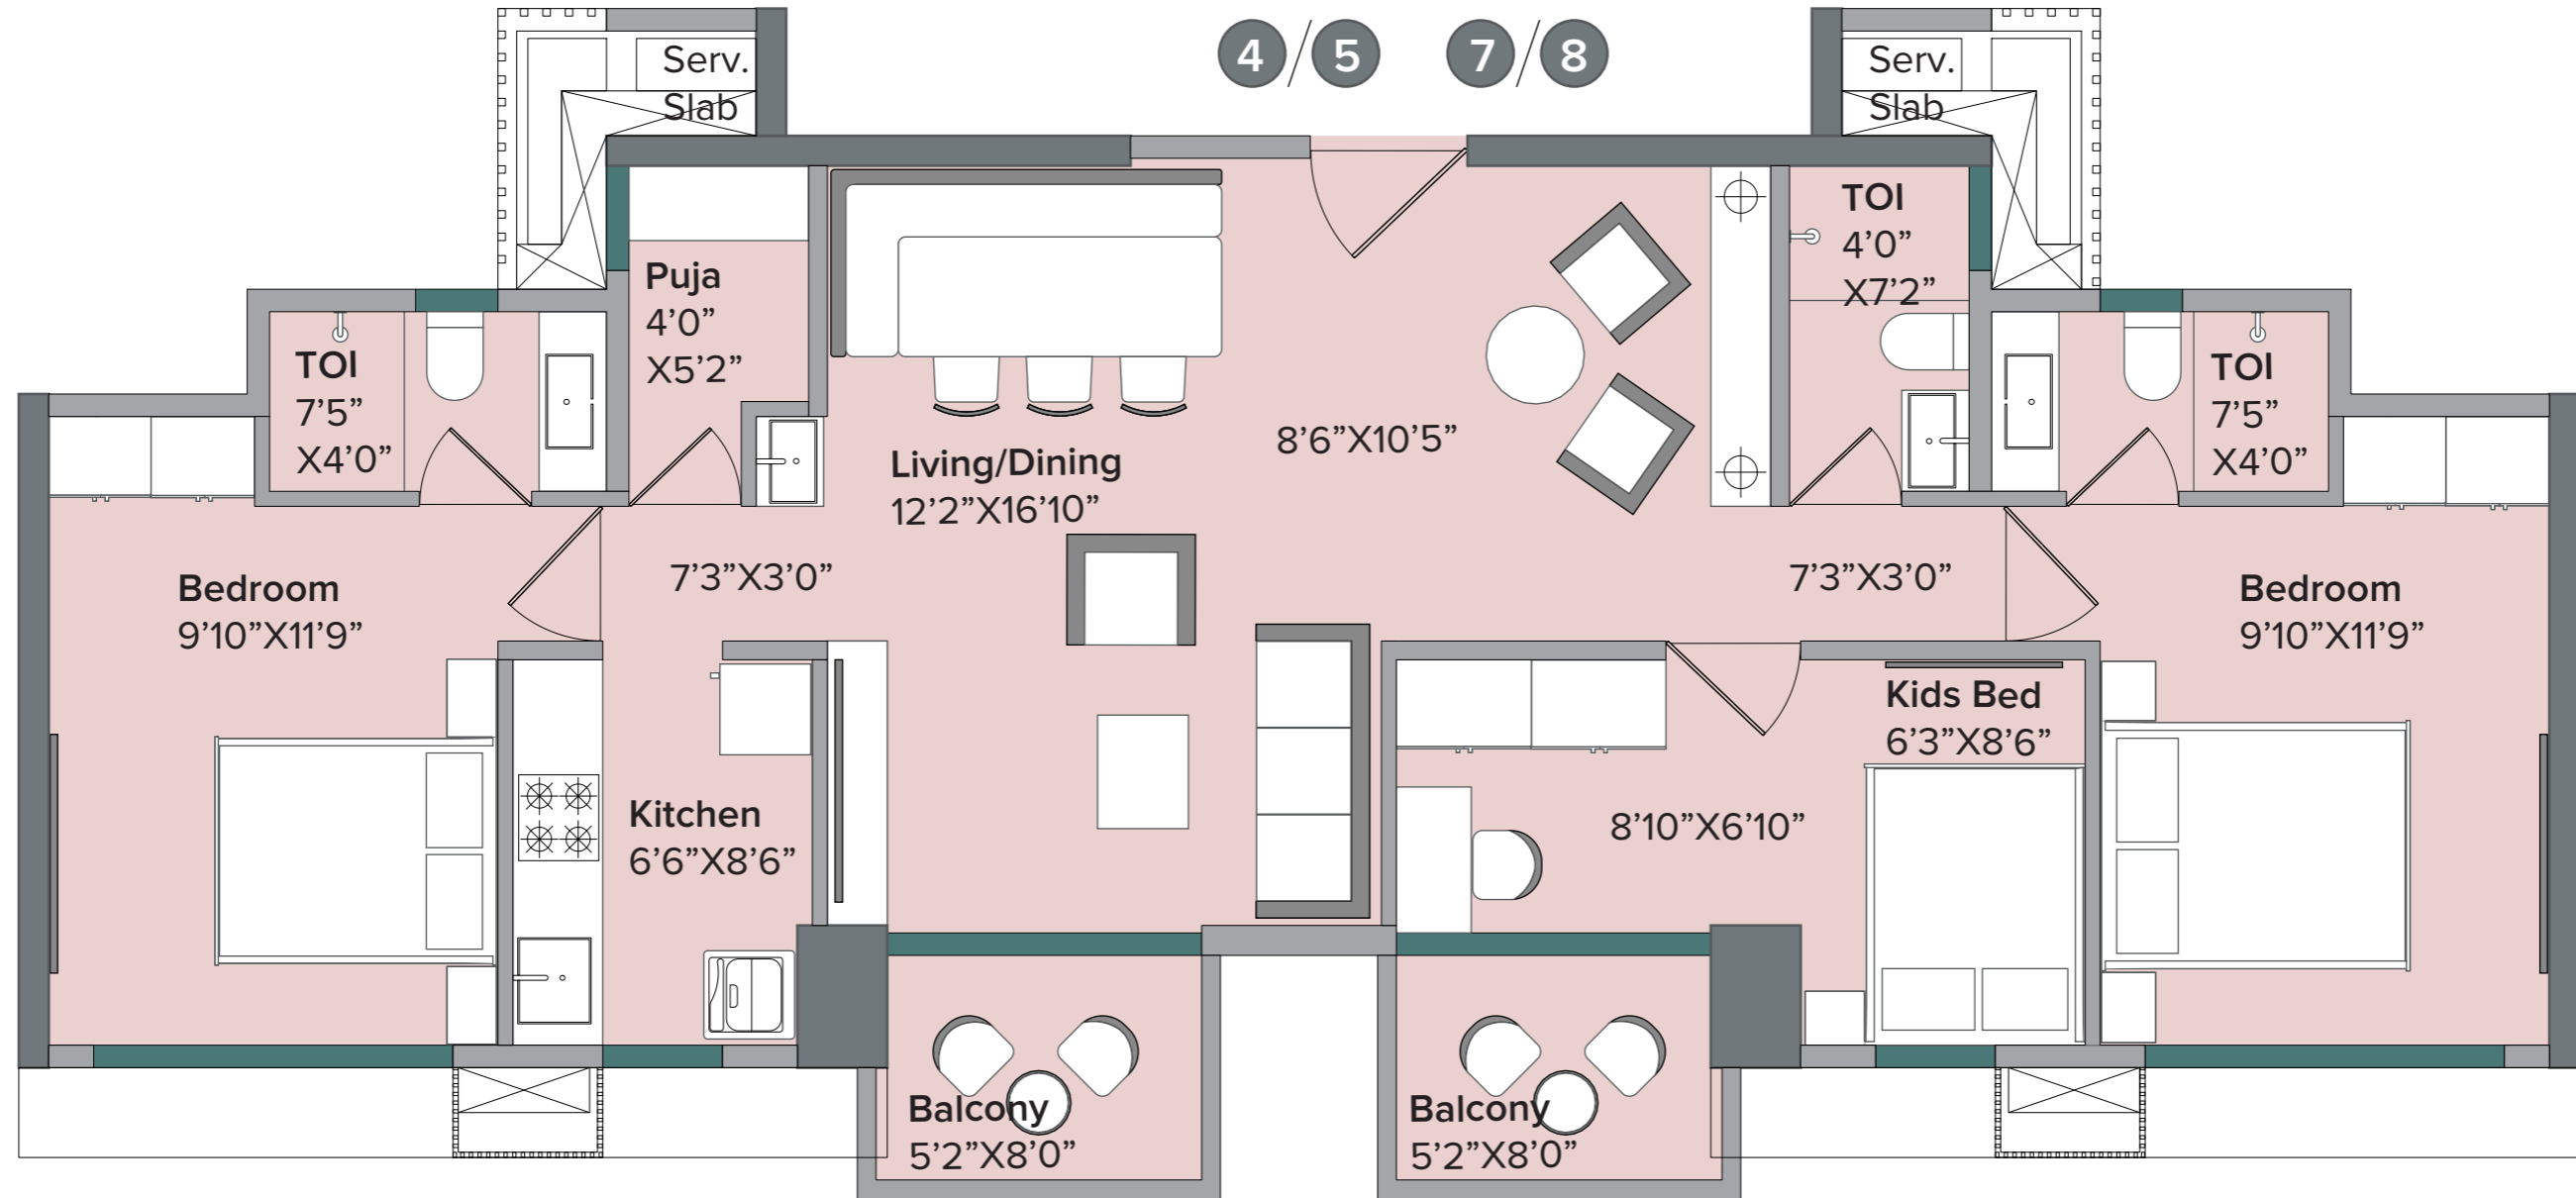 4/5 7/8
Serv.
Slab
Serv.
Slab
Puja
4’0”
X5’2”
TOI
4’0”
X7’2”
TOI
7’5”
X4’0”
TOI
7’5”
X4’0”
Living/Dining
12’2”X16’10”
8’6”X10’5”
Bedroom
9’10”X11’9”
7’3”X3’0”
7’3”X3’0”
Bedroom
9’10”X11’9”
Kids Bed
6’3”X8’6”
Kitchen
6’6”X8’6”
8’10”X6’10”
Balcony
5’2”X8’0”
Balcony
5’2”X8’0”